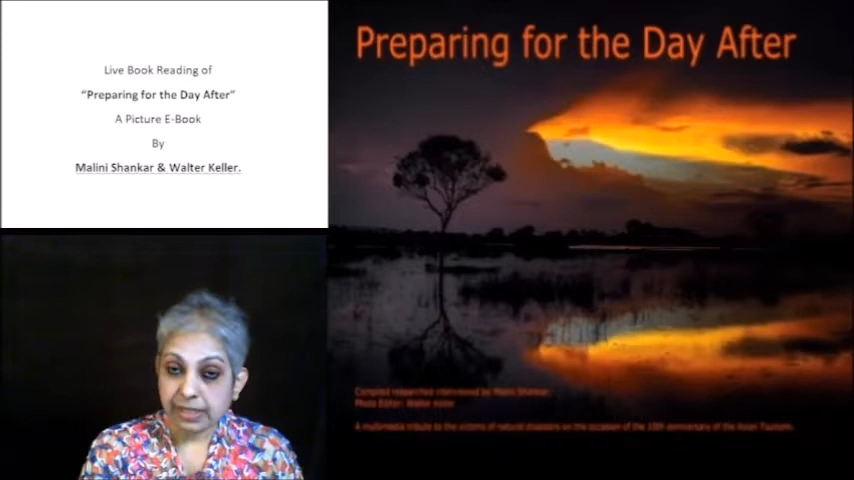 Live Book Reading of
“Preparing for the Day After”
A Picture E-Book
By
Malini Shankar & Walter Keller.
Preparing for the Day After
Compiled researched interviewed by Malini Shankar.
Photo Editor: Walter Keller
A multimedia tribute to the victims of natural disasters on the occasion of the 10th anniversary of the Asian Tsunami.